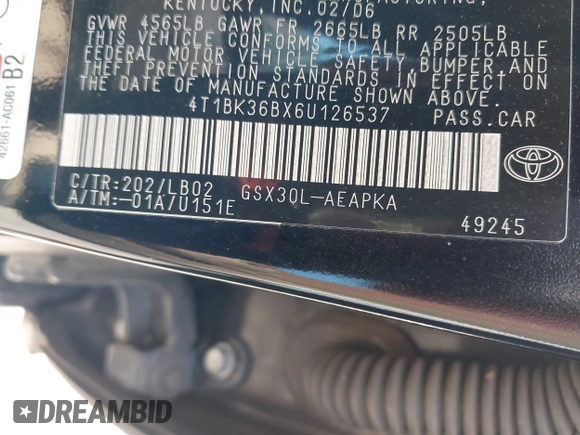 KENTUCKY, INC. 02/06
GVWR 4565LB GAWR FR 2665LB RR 2505LB
THIS VEHICLE CONFORMS TO ALL APPLICABLE
FEDERAL MOTOR VEHICLE SAFETY, BUMPER AND
THEFT PREVENTION STANDARDS IN EFFECT ON
THE DATE OF MANUFACTURE SHOWN ABOVE.
4T1BK36BX6U126537 PASS.CAR
C/TR:202/LB02 GSX30L-AEAPKA
A/TM:-01A/U151E
49245
TOYOTA
42661-AC061
B2
DREAMBID